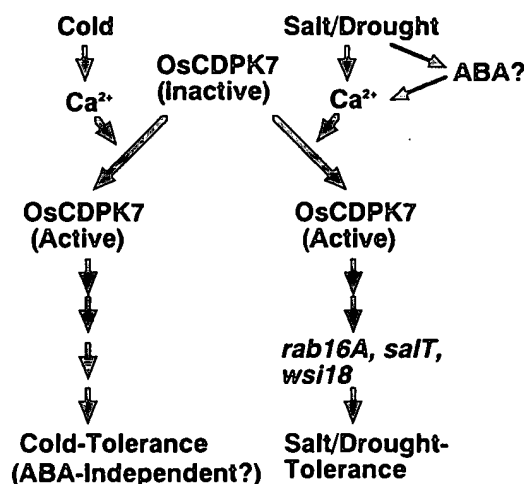 Cold
Salt/Drought
OsCDPK7
(Inactive)
ABA?
Ca²⁺
Ca²⁺
OsCDPK7
(Active)
OsCDPK7
(Active)
rab16A, salT,
wsi18
Cold-Tolerance
(ABA-Independent?)
Salt/Drought-
Tolerance